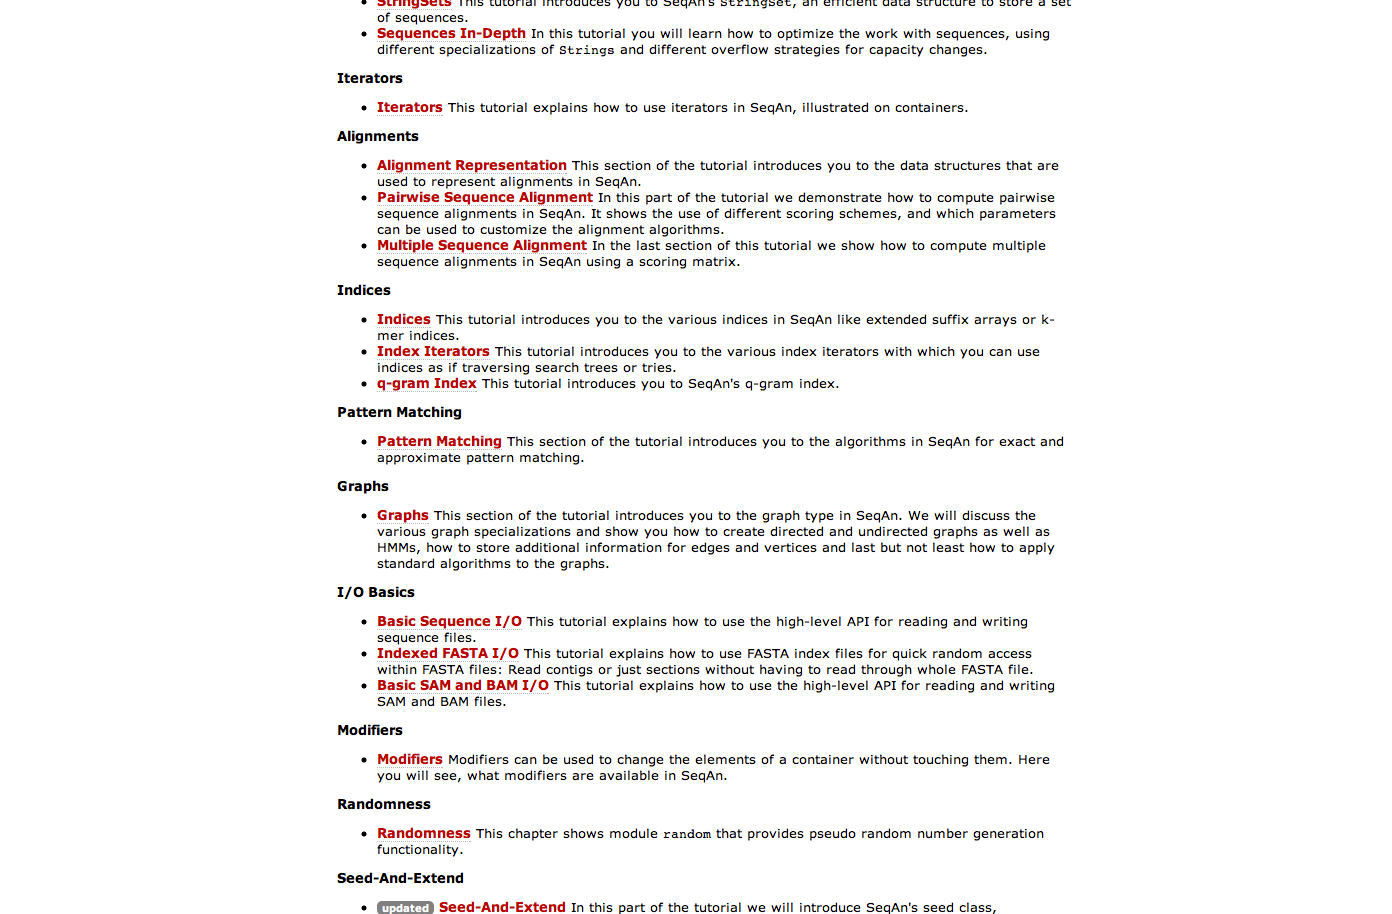 StringSets This tutorial introduces you to SeqAn's StringSet, an efficient data structure to store a set
of sequences.
Sequences In-Depth In this tutorial you will learn how to optimize the work with sequences, using
different specializations of Strings and different overflow strategies for capacity changes.
Iterators
Iterators This tutorial explains how to use iterators in SeqAn, illustrated on containers.
Alignments
Alignment Representation This section of the tutorial introduces you to the data structures that are
used to represent alignments in SeqAn.
Pairwise Sequence Alignment In this part of the tutorial we demonstrate how to compute pairwise
sequence alignments in SeqAn. It shows the use of different scoring schemes, and which parameters
can be used to customize the alignment algorithms.
Multiple Sequence Alignment In the last section of this tutorial we show how to compute multiple
sequence alignments in SeqAn using a scoring matrix.
Indices
Indices This tutorial introduces you to the various indices in SeqAn like extended suffix arrays or k-
mer indices.
Index Iterators This tutorial introduces you to the various index iterators with which you can use
indices as if traversing search trees or tries.
q-gram Index This tutorial introduces you to SeqAn's q-gram index.
Pattern Matching
Pattern Matching This section of the tutorial introduces you to the algorithms in SeqAn for exact and
approximate pattern matching.
Graphs
Graphs This section of the tutorial introduces you to the graph type in SeqAn. We will discuss the
various graph specializations and show you how to create directed and undirected graphs as well as
HMMs, how to store additional information for edges and vertices and last but not least how to apply
standard algorithms to the graphs.
I/O Basics
Basic Sequence I/O This tutorial explains how to use the high-level API for reading and writing
sequence files.
Indexed FASTA I/O This tutorial explains how to use FASTA index files for quick random access
within FASTA files: Read contigs or just sections without having to read through whole FASTA file.
Basic SAM and BAM I/O This tutorial explains how to use the high-level API for reading and writing
SAM and BAM files.
Modifiers
Modifiers Modifiers can be used to change the elements of a container without touching them. Here
you will see, what modifiers are available in SeqAn.
Randomness
Randomness This chapter shows module random that provides pseudo random number generation
functionality.
Seed-And-Extend
updated Seed-And-Extend In this part of the tutorial we will introduce SeqAn's seed class,